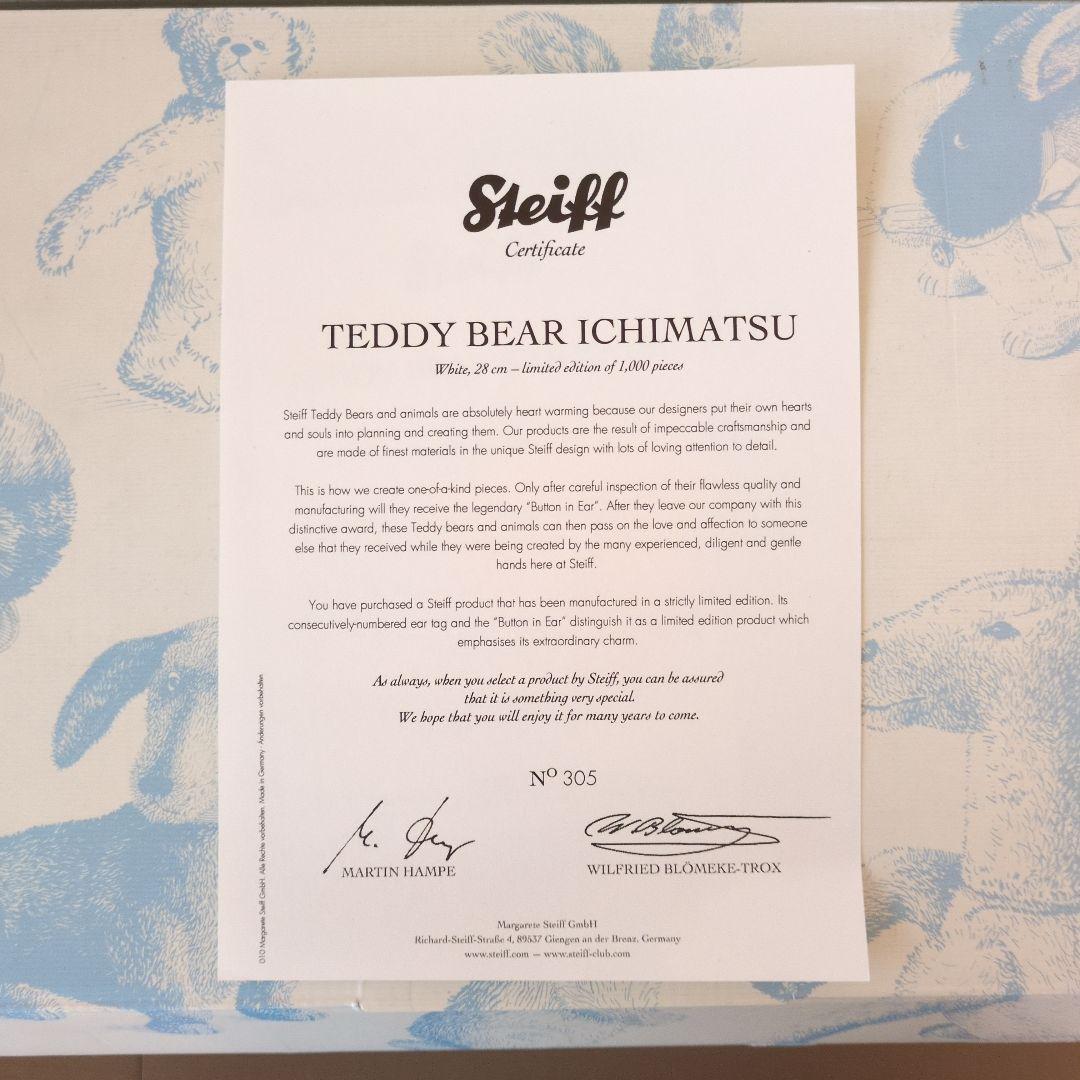 Steiff
Certificate
TEDDY BEAR ICHIMATSU
White, 28 cm – limited edition of 1,000 pieces
Steiff Teddy Bears and animals are absolutely heart warming because our designers put their own hearts
and souls into planning and creating them. Our products are the result of impeccable craftsmanship and
are made of finest materials in the unique Steiff design with lots of loving attention to detail.
This is how we create one-of-a-kind pieces. Only after careful inspection of their flawless quality and
manufacturing will they receive the legendary "Button in Ear". After they leave our company with this
distinctive award, these Teddy bears and animals can then pass on the love and affection to someone
else that they received while they were being created by the many experienced, diligent and gentle
hands here at Steiff.
You have purchased a Steiff product that has been manufactured in a strictly limited edition. Its
consecutively-numbered ear tag and the "Button in Ear" distinguish it as a limited edition product which
emphasises its extraordinary charm.
As always, when you select a product by Steiff, you can be assured
that it is something very special.
We hope that you will enjoy it for many years to come.
Nº 305
MARTIN HAMPE
WILFRIED BLÖMEKE-TROX
Margarete Steiff GmbH
Richard-Steiff-Straße 4, 89537 Giengen an der Brenz, Germany
www.steiff.com — www.steiff-club.com
Margarete Steiff GmbH. Alle Rechte vorbehalten. Made in Germany · Änderungen vorbehalten